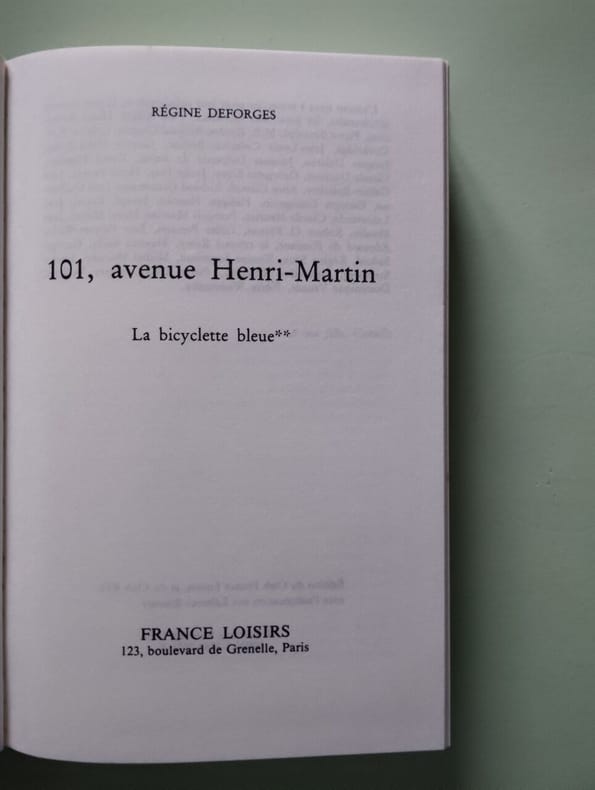 RÉGINE DEFORGES
101, avenue Henri-Martin
La bicyclette bleue**
FRANCE LOISIRS
123, boulevard de Grenelle, Paris